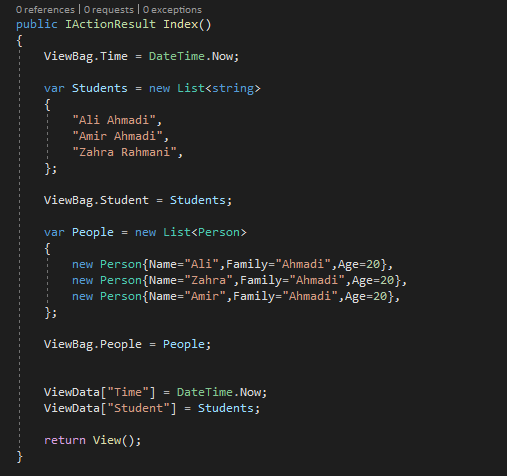 0 references | 0 requests | 0 exceptions
public IActionResult Index()
{
ViewBag.Time = DateTime.Now;
var Students = new List<string>
{
"Ali Ahmadi",
"Amir Ahmadi",
"Zahra Rahmani",
};
ViewBag.Student = Students;
var People = new List<Person>
{
new Person{Name="Ali",Family="Ahmadi",Age=20},
new Person{Name="Zahra",Family="Ahmadi",Age=20},
new Person{Name="Amir",Family="Ahmadi",Age=20},
};
ViewBag.People = People;
ViewData["Time"] = DateTime.Now;
ViewData["Student"] = Students;
return View();
}